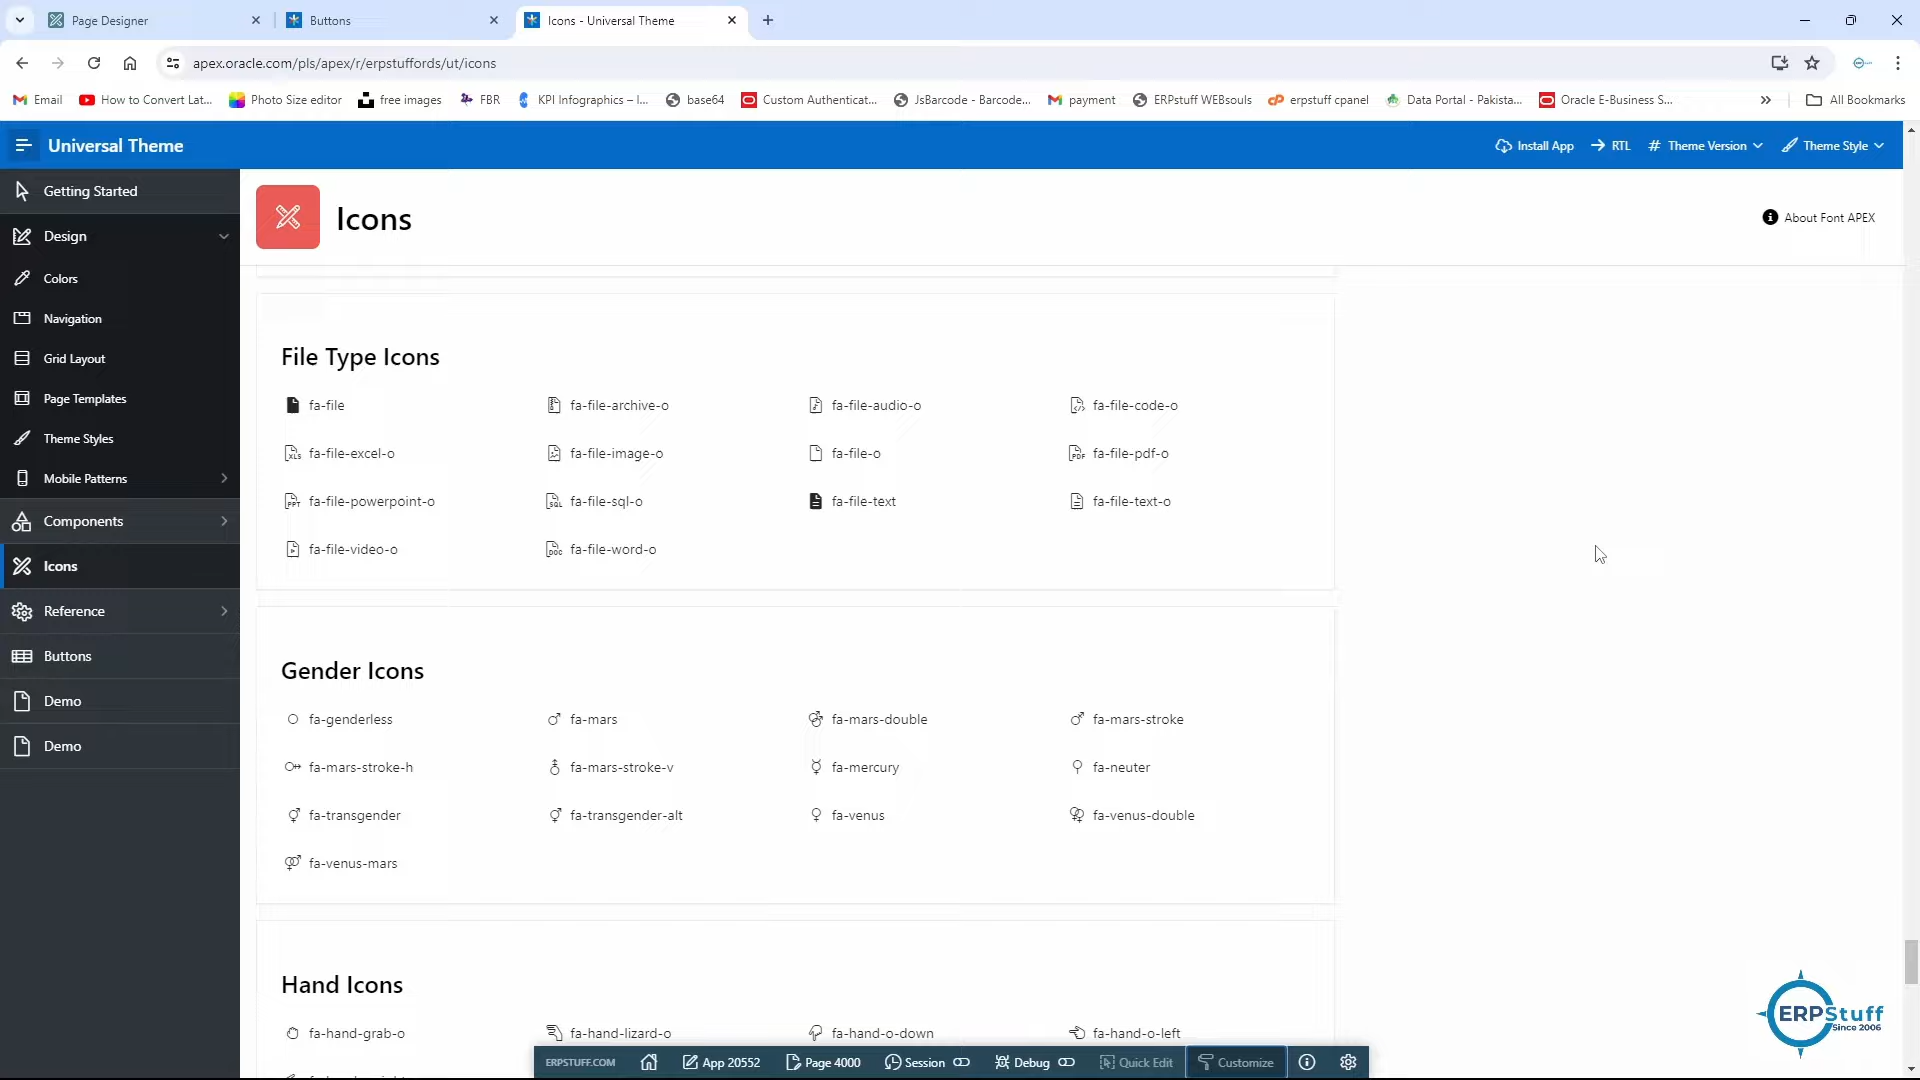 Page Designer
Buttons
Icons - Universal Theme
apex.oracle.com/pls/apex/r/erpstuffords/ut/icons
Email
How to Convert Lat...
Photo Size editor
free images
FBR
KPI Infographics – I...
base64
Custom Authenticat...
JsBarcode - Barcode...
payment
ERPstuff WEBsouls
erpstuff cpanel
Data Portal - Pakista...
Oracle E-Business S...
All Bookmarks
Universal Theme
Install App
RTL
Theme Version
Theme Style
Getting Started
Design
Colors
Navigation
Grid Layout
Page Templates
Theme Styles
Mobile Patterns
Components
Icons
Reference
Buttons
Demo
Demo
Icons
About Font APEX
File Type Icons
fa-file
fa-file-archive-o
fa-file-audio-o
fa-file-code-o
fa-file-excel-o
fa-file-image-o
fa-file-o
fa-file-pdf-o
fa-file-powerpoint-o
fa-file-sql-o
fa-file-text
fa-file-text-o
fa-file-video-o
fa-file-word-o
Gender Icons
fa-genderless
fa-mars
fa-mars-double
fa-mars-stroke
fa-mars-stroke-h
fa-mars-stroke-v
fa-mercury
fa-neuter
fa-transgender
fa-transgender-alt
fa-venus
fa-venus-double
fa-venus-mars
Hand Icons
fa-hand-grab-o
fa-hand-lizard-o
fa-hand-o-down
fa-hand-o-left
ERPSTUFF.COM
App 20552
Page 4000
Session
Debug
Quick Edit
Customize
ERPStuff
Since 2006